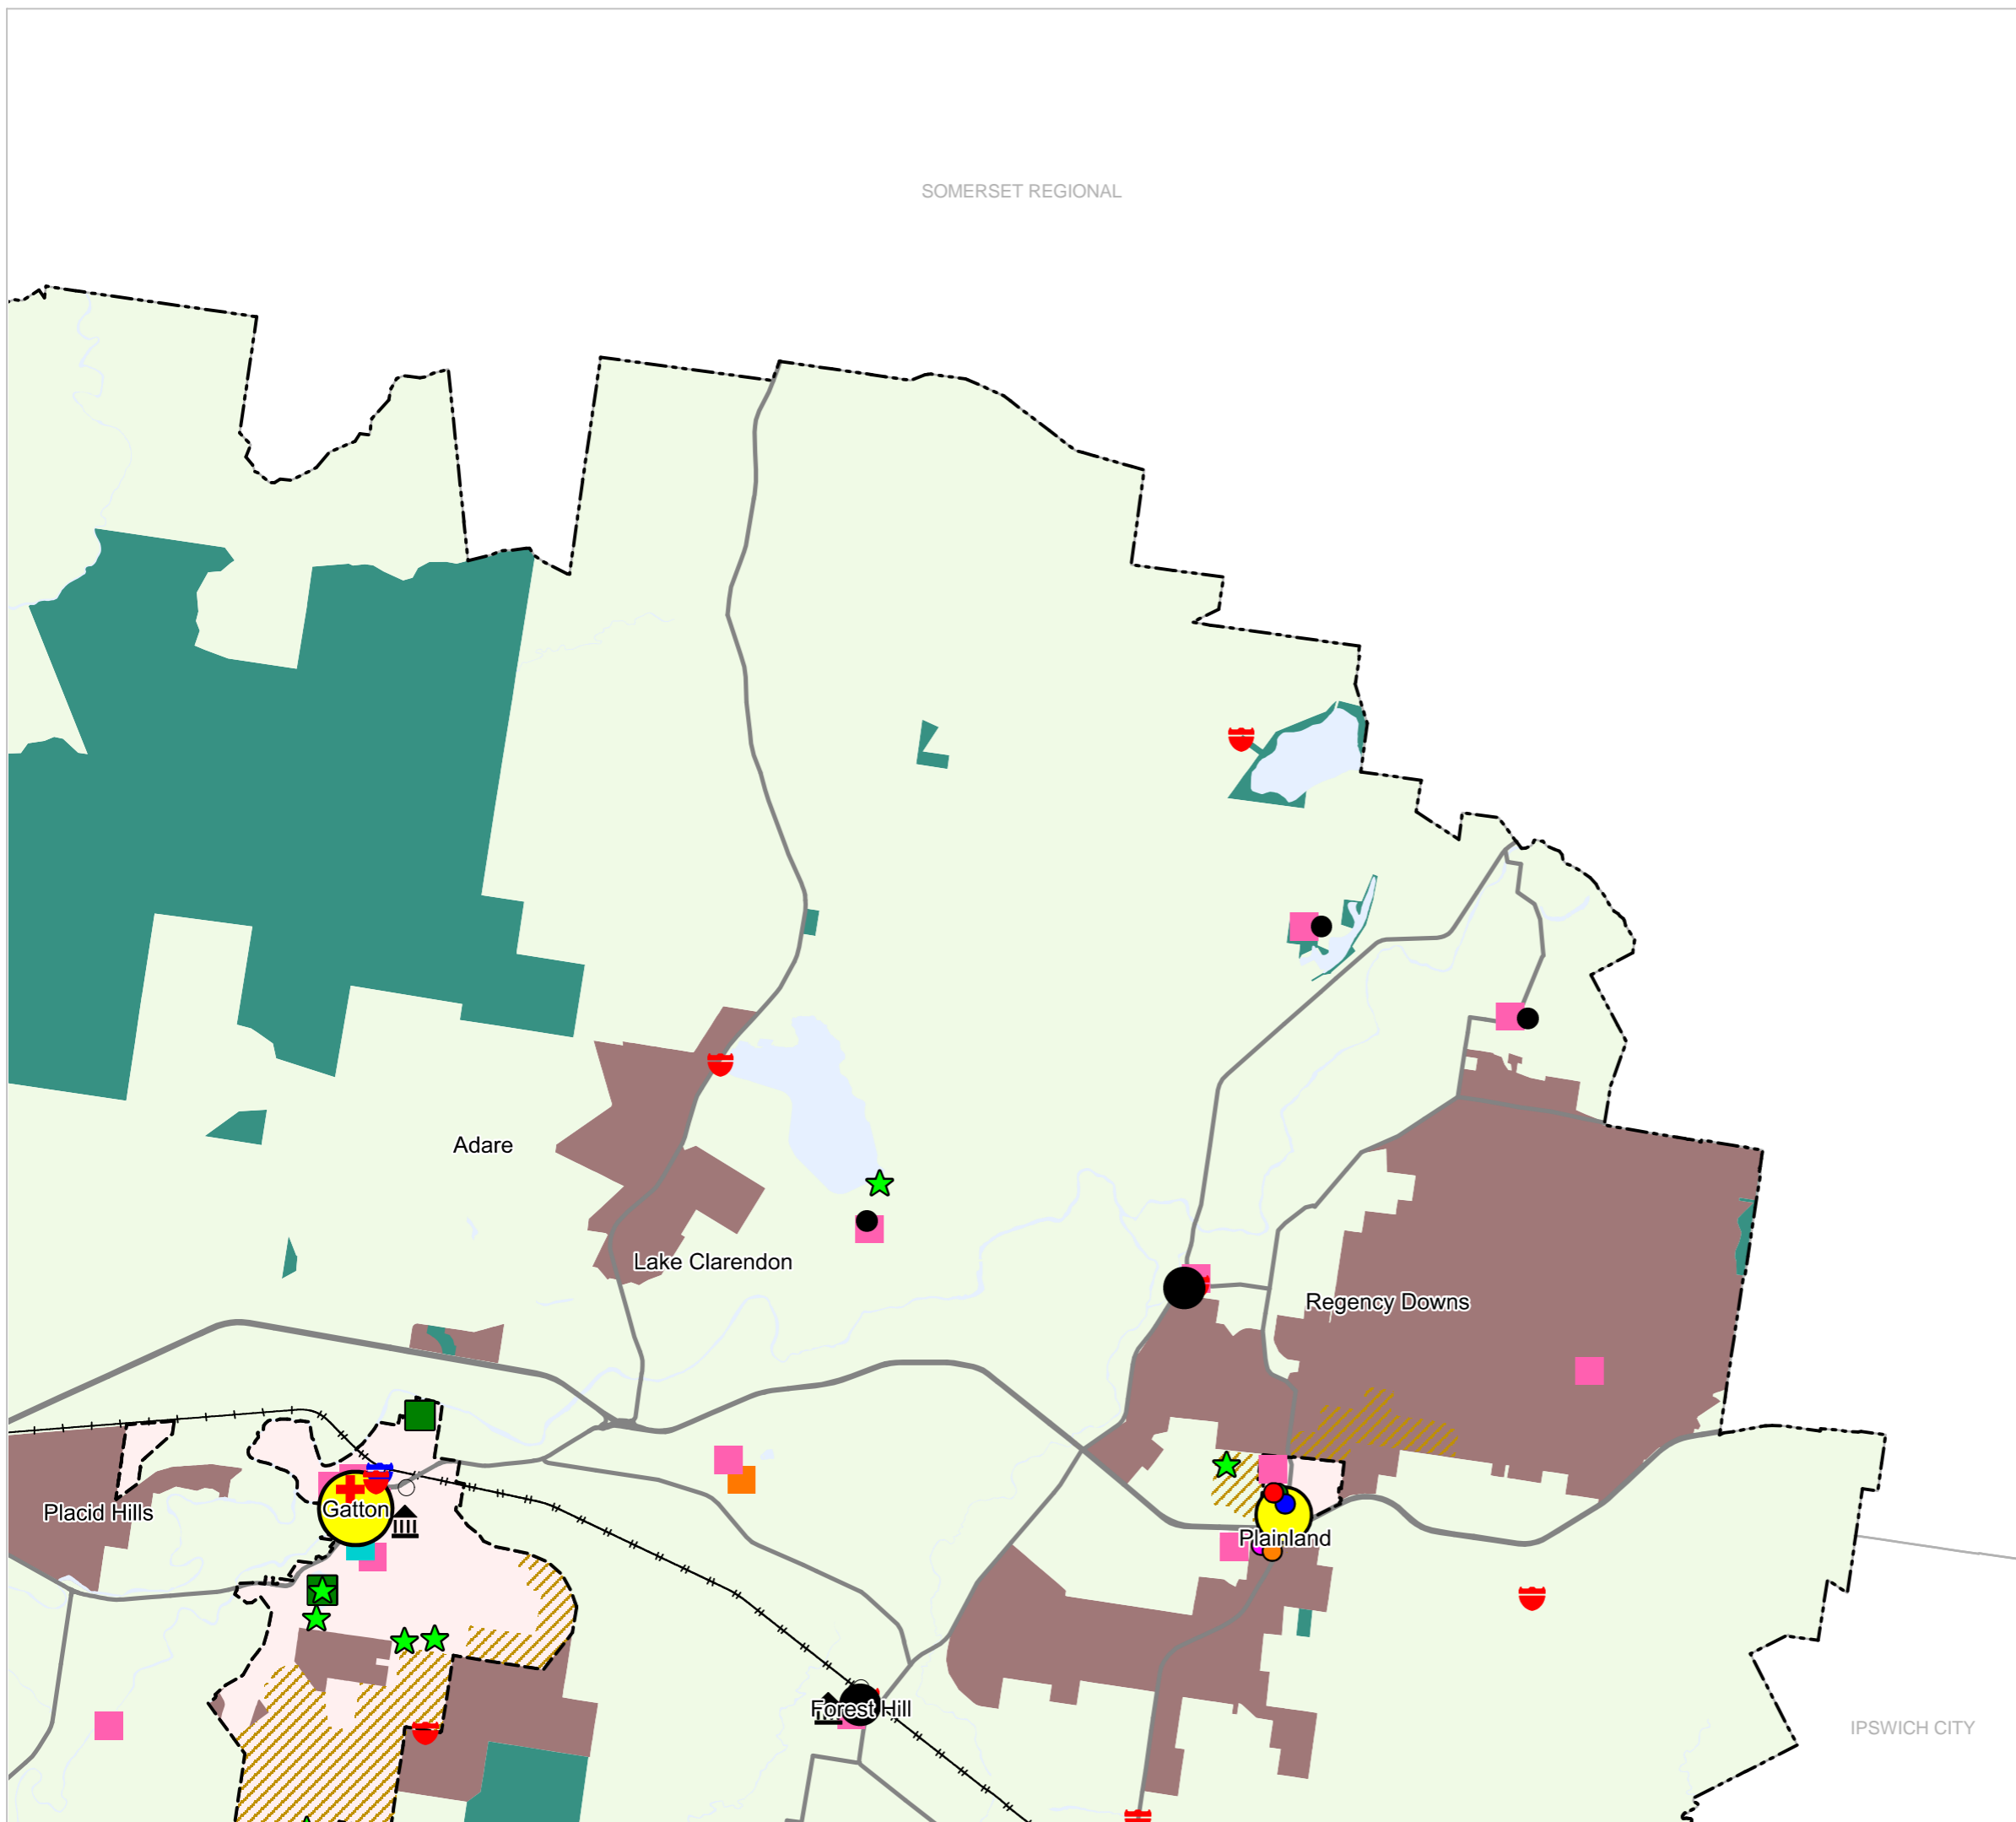 SOMERSET REGIONAL
Adare
Lake Clarendon
Regency Downs
Placid Hills
Gatton
Plainland
Forest Hill
IPSWICH CITY